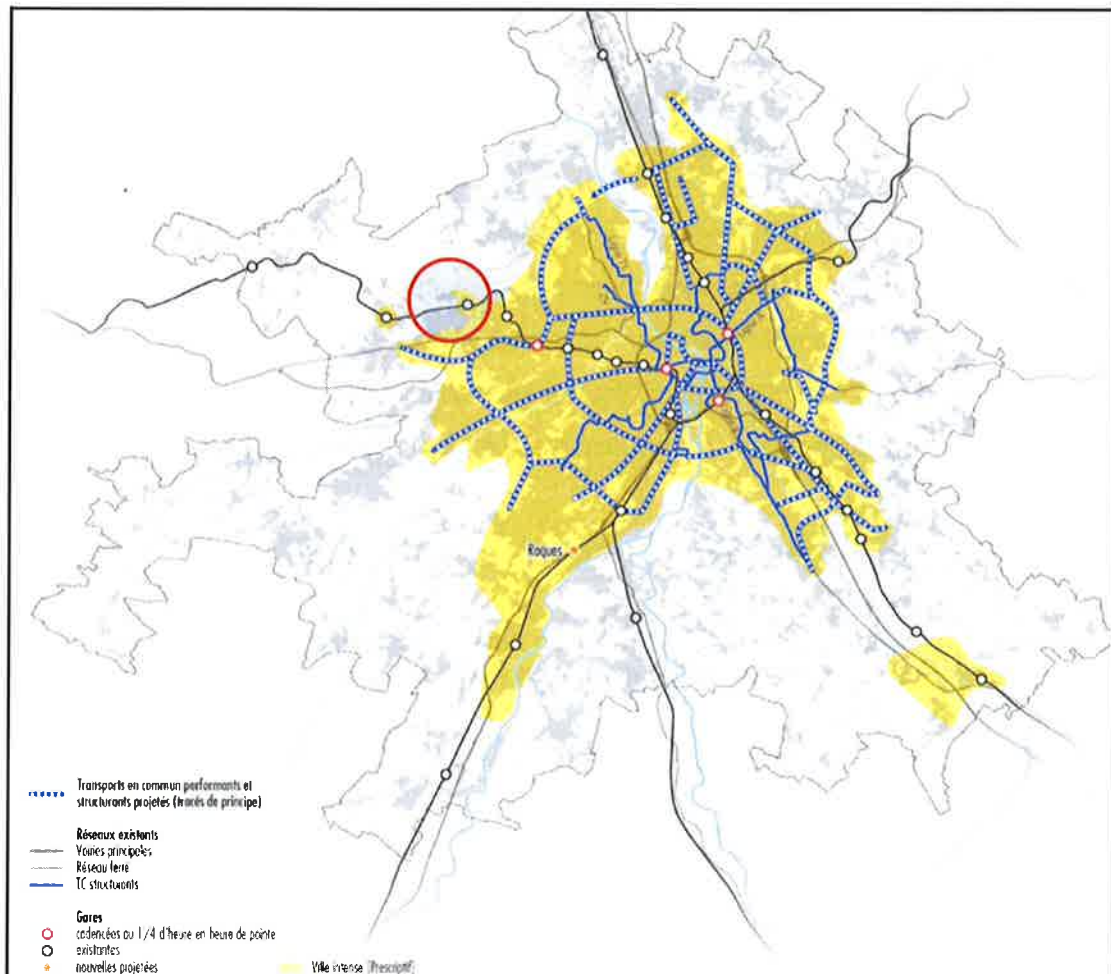 Roques
Transports en commun performants et
structurants projetés (tracés de principe)
Réseaux existants
Voiries principales
Réseau ferré
TC structurants
Gares
cadencées au 1/4 d'heure en heure de pointe
existantes
nouvelles projetées
Ville intense (Prescriptif)